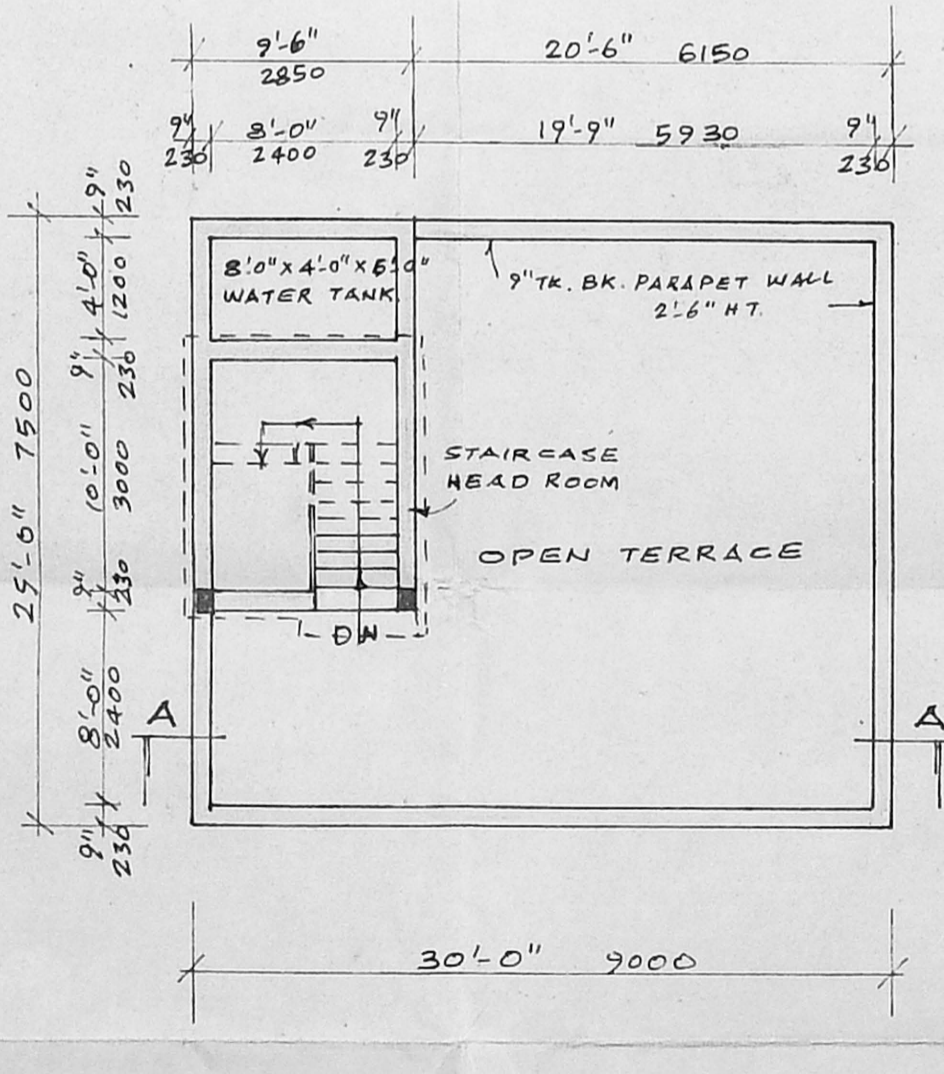 9'-6"
2850
20'-6" 6150
9"
230
8'-0"
2400
9"
230
19'-9" 5930
9"
230
25'-0" 7500
9"
230
4'-0"
1200
9"
230
10'-0"
3000
9"
230
8'-0"
2400
9"
230
8'0" x 4'-0" x 5'0"
WATER TANK
9" TK. BK. PARAPET WALL
2'-6" HT.
STAIRCASE
HEAD ROOM
OPEN TERRACE
DN
A
A
30'-0" 9000